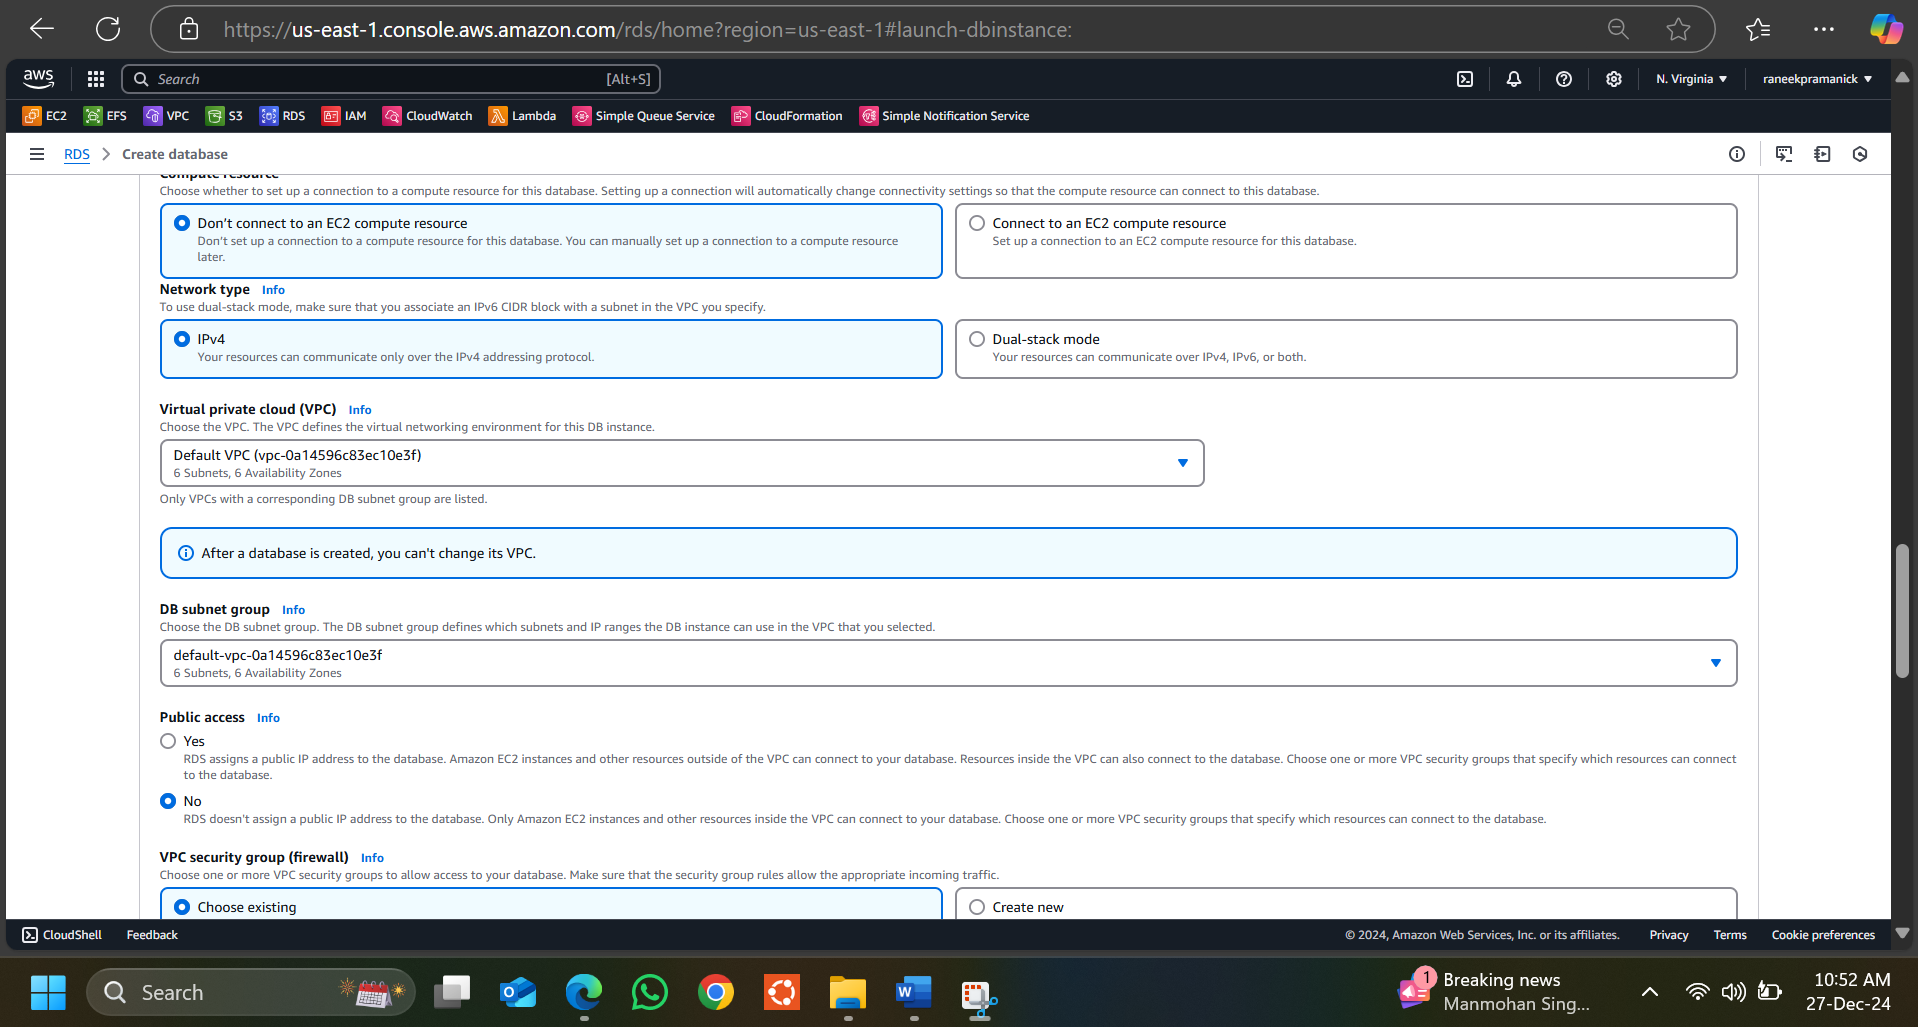 https://us-east-1.console.aws.amazon.com/rds/home?region=us-east-1#launch-dbinstance:
aws
Search
[Alt+S]
N. Virginia
raneekpramanick
EC2
EFS
VPC
S3
RDS
IAM
CloudWatch
Lambda
Simple Queue Service
CloudFormation
Simple Notification Service
RDS
Create database
Compute resource
Choose whether to set up a connection to a compute resource for this database. Setting up a connection will automatically change connectivity settings so that the compute resource can connect to this database.
Don't connect to an EC2 compute resource
Don't set up a connection to a compute resource for this database. You can manually set up a connection to a compute resource
later.
Connect to an EC2 compute resource
Set up a connection to an EC2 compute resource for this database.
Network type Info
To use dual-stack mode, make sure that you associate an IPv6 CIDR block with a subnet in the VPC you specify.
IPv4
Your resources can communicate only over the IPv4 addressing protocol.
Dual-stack mode
Your resources can communicate over IPv4, IPv6, or both.
Virtual private cloud (VPC) Info
Choose the VPC. The VPC defines the virtual networking environment for this DB instance.
Default VPC (vpc-0a14596c83ec10e3f)
6 Subnets, 6 Availability Zones
Only VPCs with a corresponding DB subnet group are listed.
After a database is created, you can't change its VPC.
DB subnet group Info
Choose the DB subnet group. The DB subnet group defines which subnets and IP ranges the DB instance can use in the VPC that you selected.
default-vpc-0a14596c83ec10e3f
6 Subnets, 6 Availability Zones
Public access Info
Yes
RDS assigns a public IP address to the database. Amazon EC2 instances and other resources outside of the VPC can connect to your database. Resources inside the VPC can also connect to the database. Choose one or more VPC security groups that specify which resources can connect
to the database.
No
RDS doesn't assign a public IP address to the database. Only Amazon EC2 instances and other resources inside the VPC can connect to your database. Choose one or more VPC security groups that specify which resources can connect to the database.
VPC security group (firewall) Info
Choose one or more VPC security groups to allow access to your database. Make sure that the security group rules allow the appropriate incoming traffic.
Choose existing
Create new
CloudShell
Feedback
© 2024, Amazon Web Services, Inc. or its affiliates.
Privacy
Terms
Cookie preferences
Search
1
Breaking news
Manmohan Sing...
10:52 AM
27-Dec-24